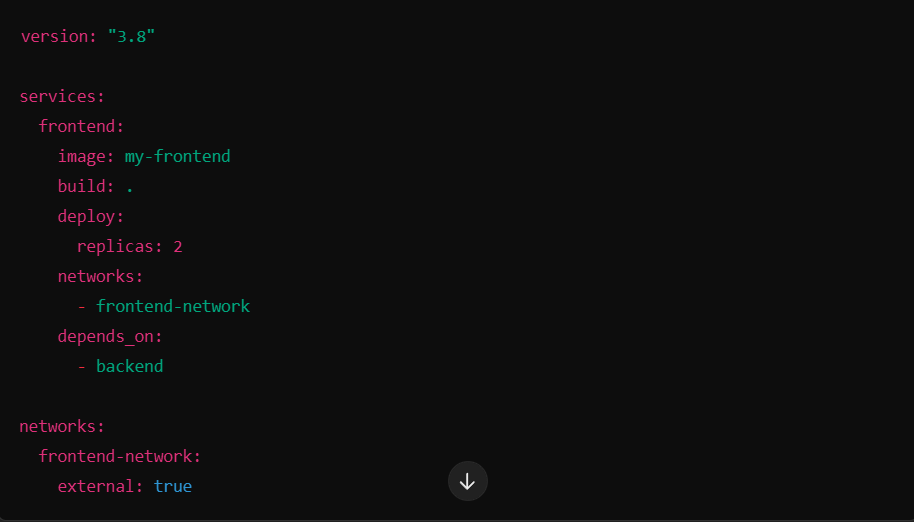 version: "3.8"
services:
  frontend:
    image: my-frontend
    build: .
    deploy:
      replicas: 2
    networks:
      - frontend-network
    depends_on:
      - backend
networks:
  frontend-network:
    external: true